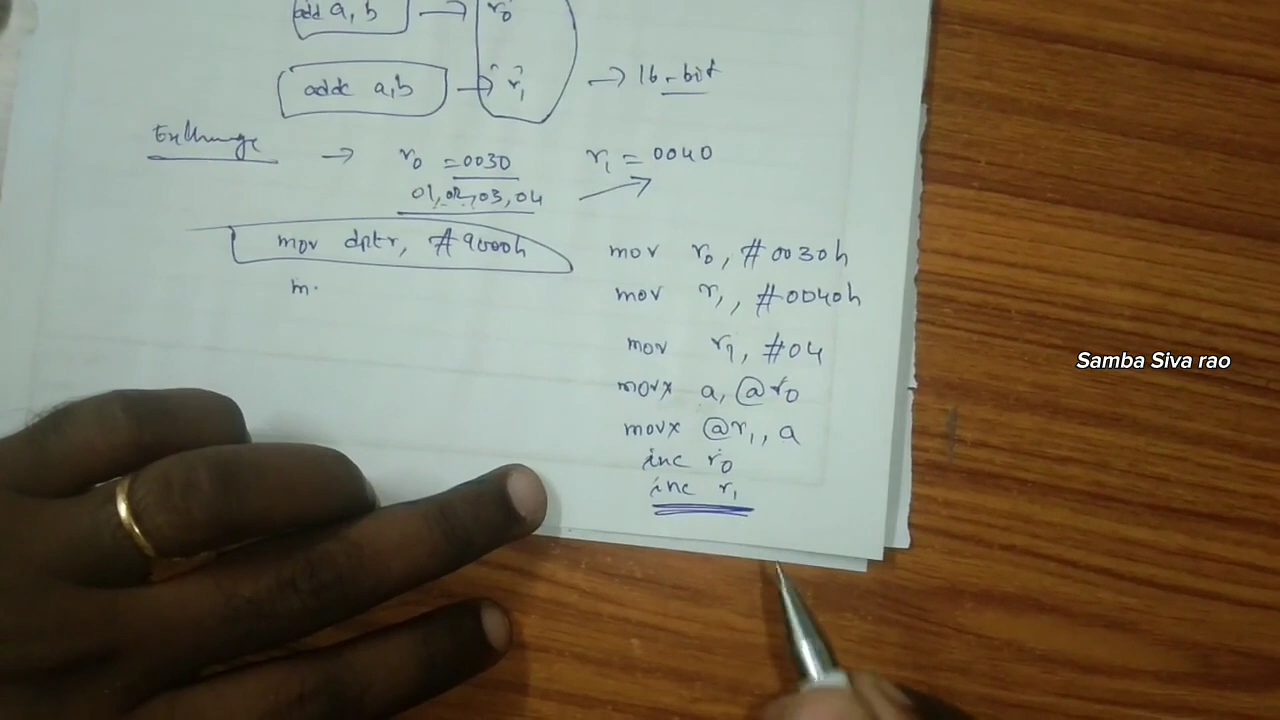 add a, b → r0
addc a,b → r1 → 16-bit
Exchange → r0 = 0030 r1 = 0040
01,02,03,04
mov dptr, #9000h
m.
mov r0, #0030h
mov r1, #0040h
mov r7, #04
movx a, @r0
movx @r1, a
inc r0
inc r1
Samba Siva rao